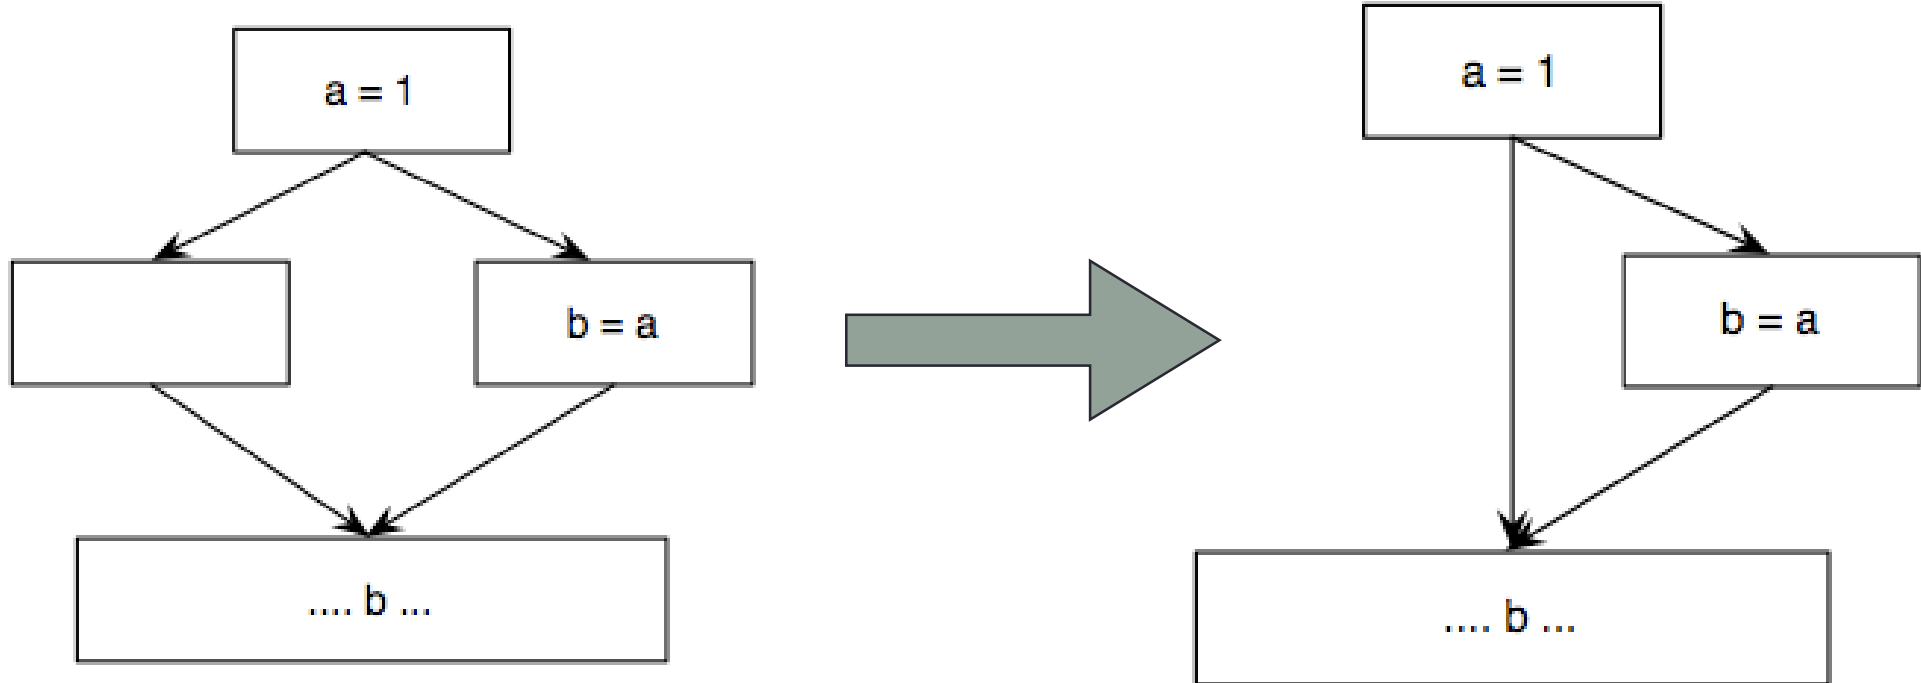 a = 1
b = a
.... b ...
a = 1
b = a
.... b ...